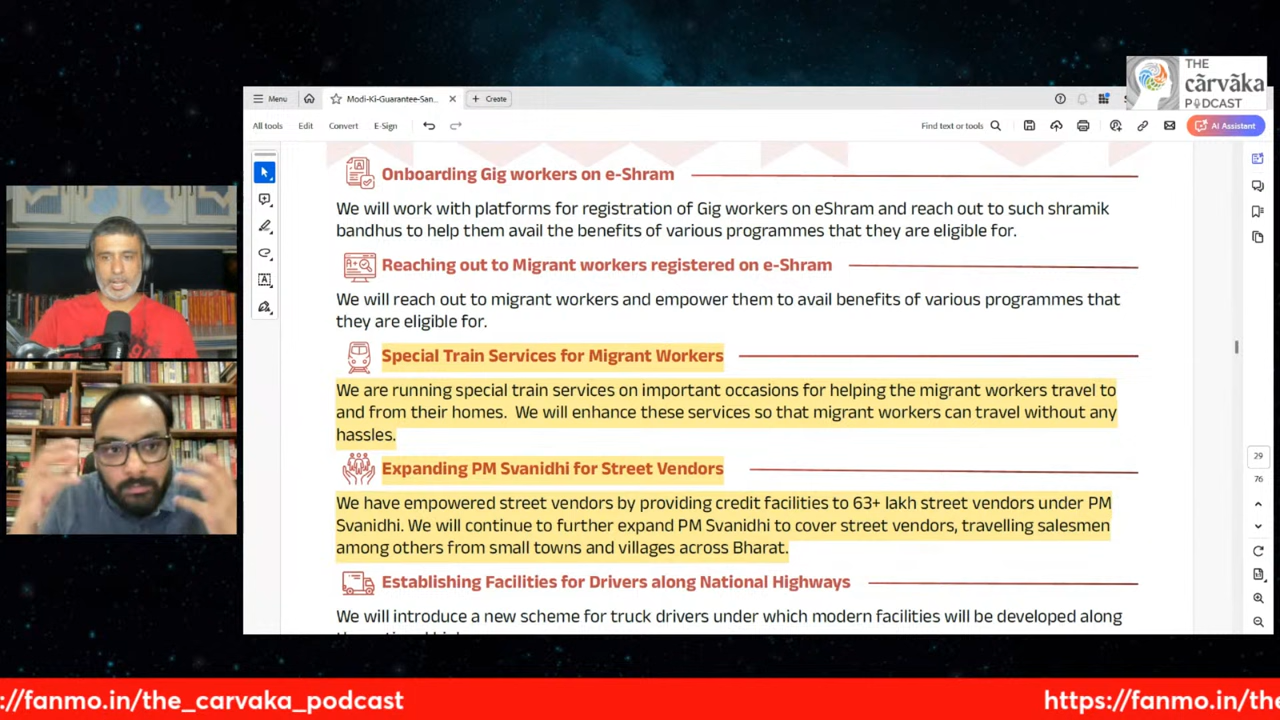 THE
cārvāka
PODCAST
Menu
Modi-Ki-Guarantee-San...
Create
All tools
Edit
Convert
E-Sign
Find text or tools
AI Assistant
Onboarding Gig workers on e-Shram
We will work with platforms for registration of Gig workers on eShram and reach out to such shramik
bandhus to help them avail the benefits of various programmes that they are eligible for.
Reaching out to Migrant workers registered on e-Shram
We will reach out to migrant workers and empower them to avail benefits of various programmes that
they are eligible for.
Special Train Services for Migrant Workers
We are running special train services on important occasions for helping the migrant workers travel to
and from their homes. We will enhance these services so that migrant workers can travel without any
hassles.
Expanding PM Svanidhi for Street Vendors
We have empowered street vendors by providing credit facilities to 63+ lakh street vendors under PM
Svanidhi. We will continue to further expand PM Svanidhi to cover street vendors, travelling salesmen
among others from small towns and villages across Bharat.
Establishing Facilities for Drivers along National Highways
We will introduce a new scheme for truck drivers under which modern facilities will be developed along
29
76
://fanmo.in/the_carvaka_podcast
https://fanmo.in/the